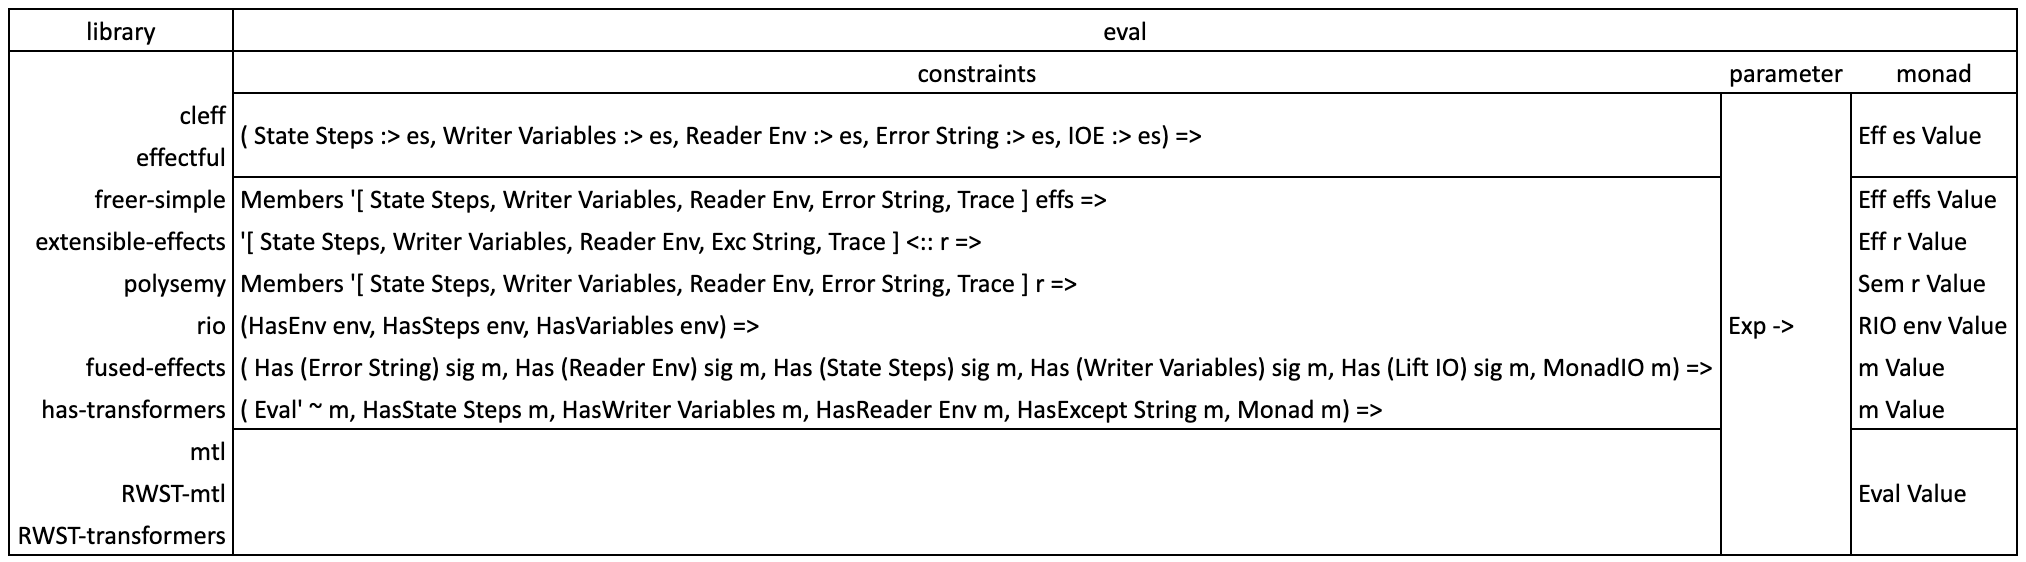 library eval
constraints parameter monad
cleff
( State Steps :> es, Writer Variables :> es, Reader Env :> es, Error String :> es, IOE :> es) => Eff es Value
effectful
freer-simple Members '[ State Steps, Writer Variables, Reader Env, Error String, Trace ] effs => Eff effs Value
extensible-effects '[ State Steps, Writer Variables, Reader Env, Exc String, Trace ] <:: r => Eff r Value
polysemy Members '[ State Steps, Writer Variables, Reader Env, Error String, Trace ] r => Sem r Value
rio (HasEnv env, HasSteps env, HasVariables env) => Exp -> RIO env Value
fused-effects ( Has (Error String) sig m, Has (Reader Env) sig m, Has (State Steps) sig m, Has (Writer Variables) sig m, Has (Lift IO) sig m, MonadIO m) => m Value
has-transformers ( Eval' ~ m, HasState Steps m, HasWriter Variables m, HasReader Env m, HasExcept String m, Monad m) => m Value
mtl
RWST-mtl Eval Value
RWST-transformers